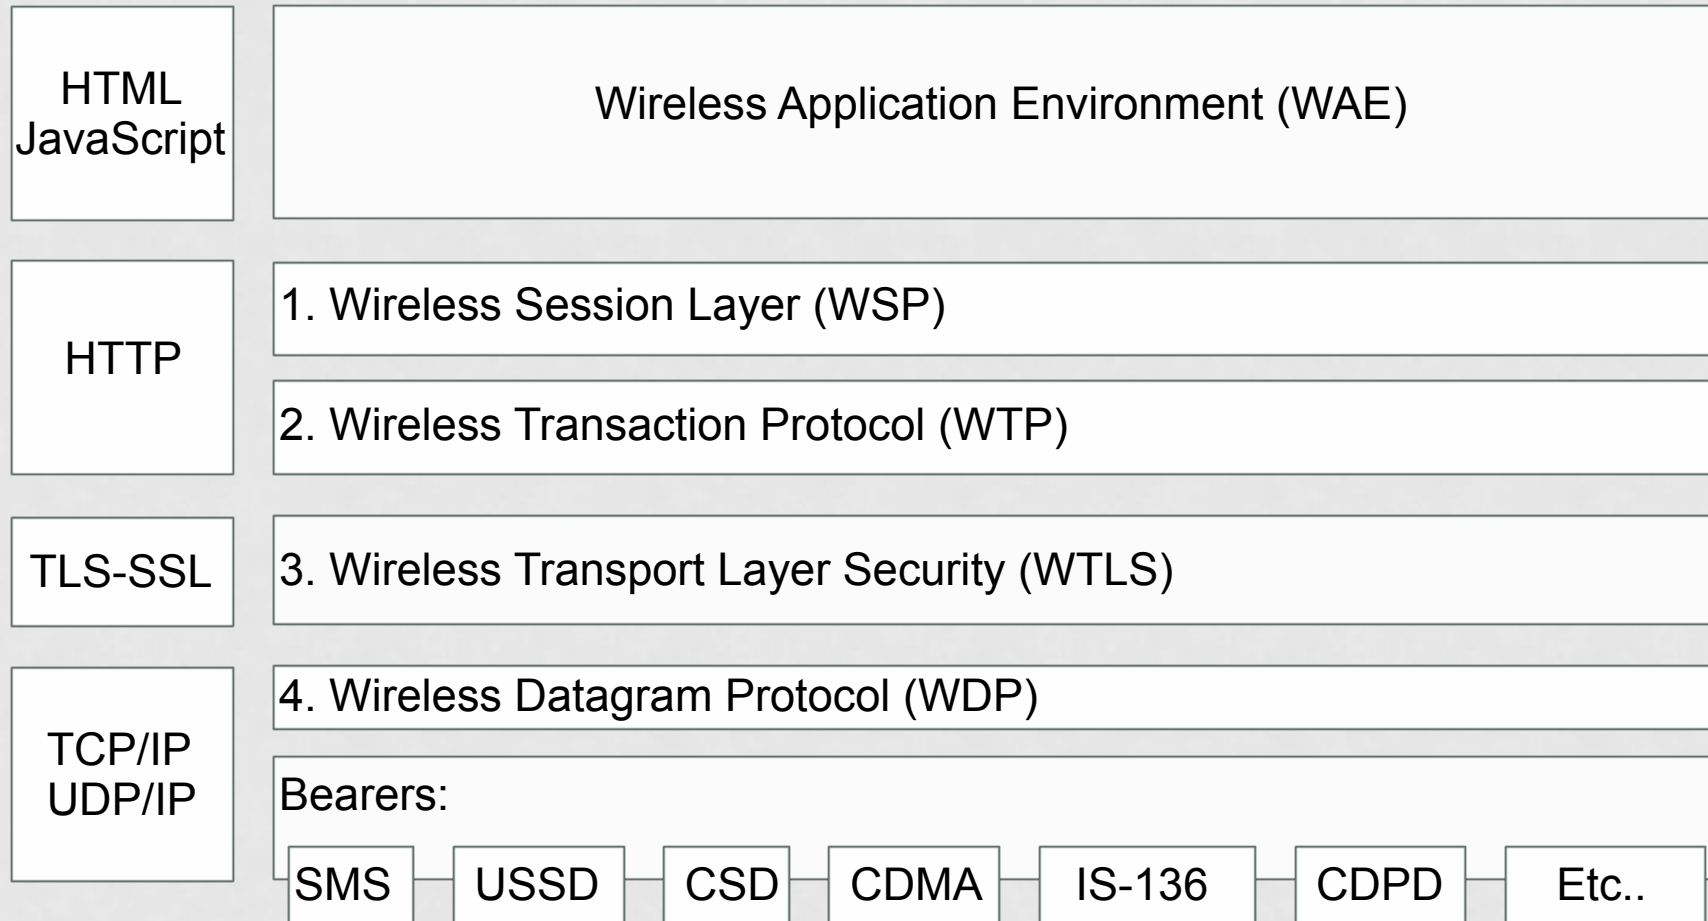 HTML
JavaScript
Wireless Application Environment (WAE)
HTTP
1. Wireless Session Layer (WSP)
2. Wireless Transaction Protocol (WTP)
TLS-SSL
3. Wireless Transport Layer Security (WTLS)
TCP/IP
UDP/IP
4. Wireless Datagram Protocol (WDP)
Bearers:
SMS
USSD
CSD
CDMA
IS-136
CDPD
Etc..